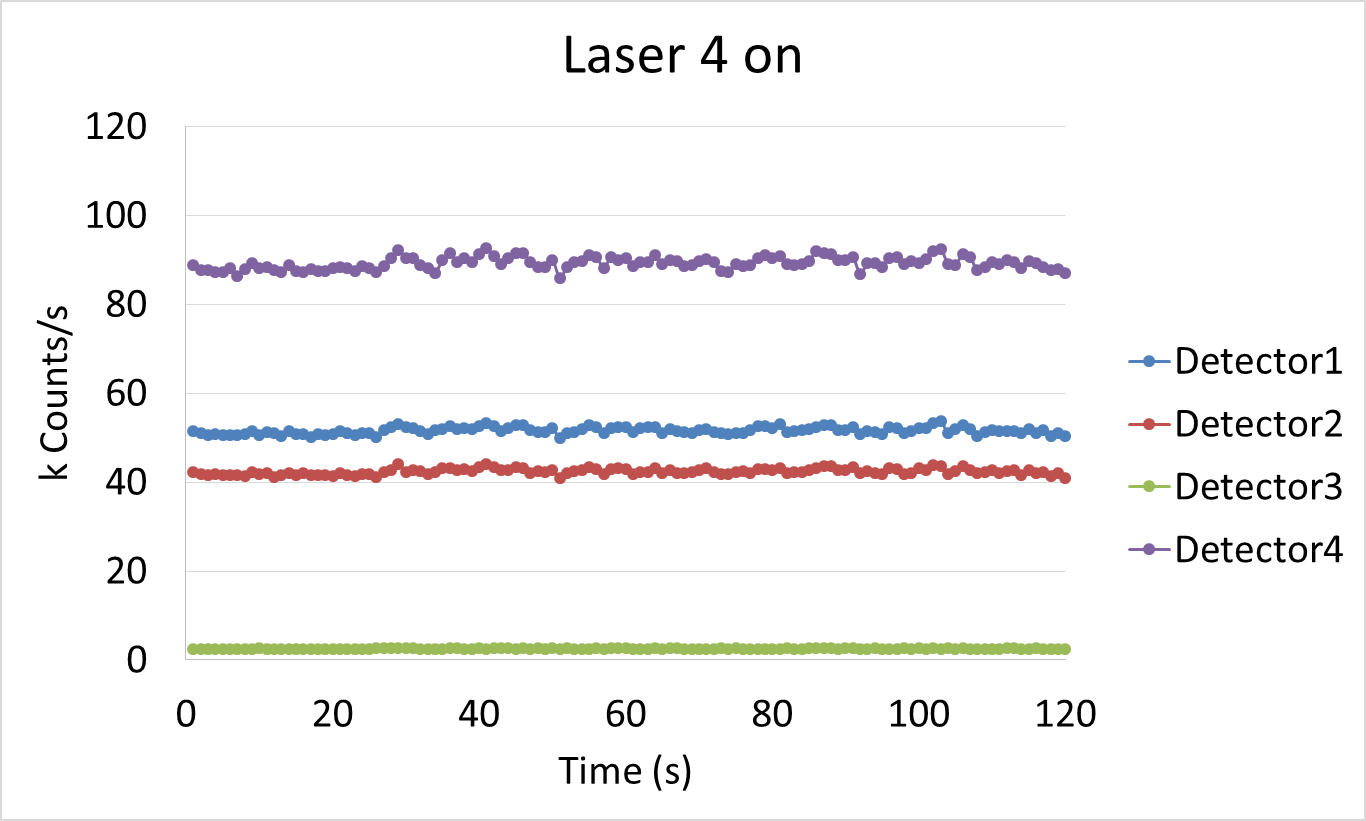 Laser 4 on
120
100
80
60
40
20
0
k Counts/s
0 20 40 60 80 100 120
Time (s)
Detector1
Detector2
Detector3
Detector4